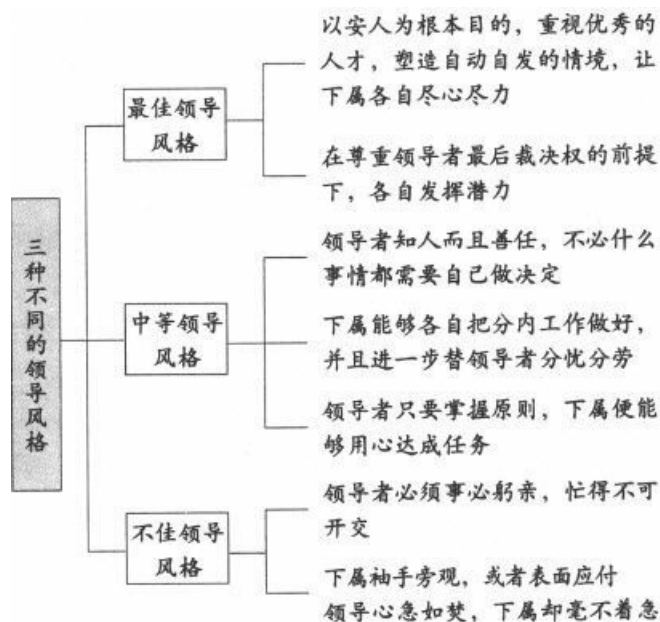 三种不同的领导风格
最佳领导
风格
以安人为根本目的，重视优秀的
人才，塑造自动自发的情境，让
下属各自尽心尽力
在尊重领导者最后裁决权的前提
下，各自发挥潜力
中等领导
风格
领导者知人而且善任，不必什么
事情都需要自己做决定
下属能够各自把分内工作做好，
并且进一步替领导者分忧分劳
领导者只要掌握原则，下属便能
够用心达成任务
不佳领导
风格
领导者必须事必躬亲，忙得不可
开交
下属袖手旁观，或者表面应付
领导心急如焚，下属却毫不着急